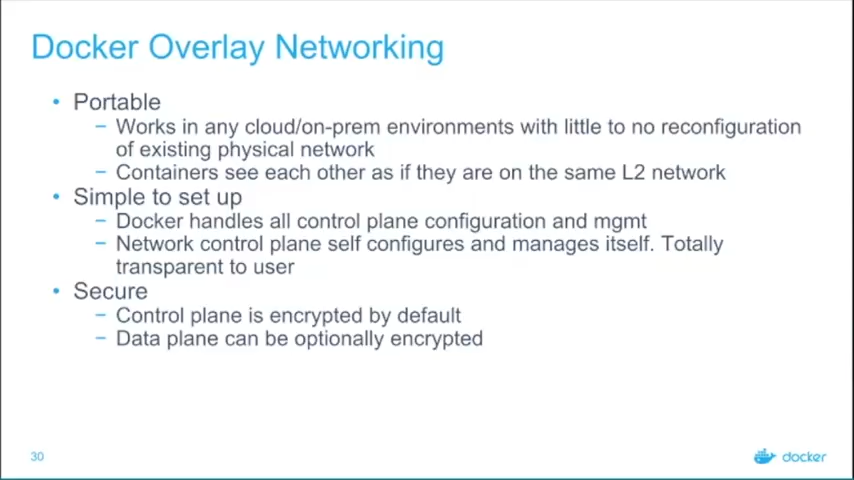 Docker Overlay Networking
• Portable
− Works in any cloud/on-prem environments with little to no reconfiguration
of existing physical network
− Containers see each other as if they are on the same L2 network
• Simple to set up
− Docker handles all control plane configuration and mgmt
− Network control plane self configures and manages itself. Totally
transparent to user
• Secure
− Control plane is encrypted by default
− Data plane can be optionally encrypted
30
docker